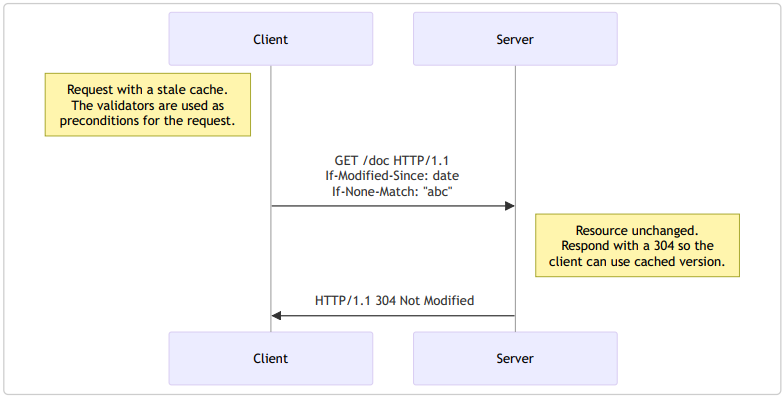 Client
Server
Request with a stale cache.
The validators are used as
preconditions for the request.
GET /doc HTTP/1.1
If-Modified-Since: date
If-None-Match: "abc"
Resource unchanged.
Respond with a 304 so the
client can use cached version.
HTTP/1.1 304 Not Modified
Client
Server